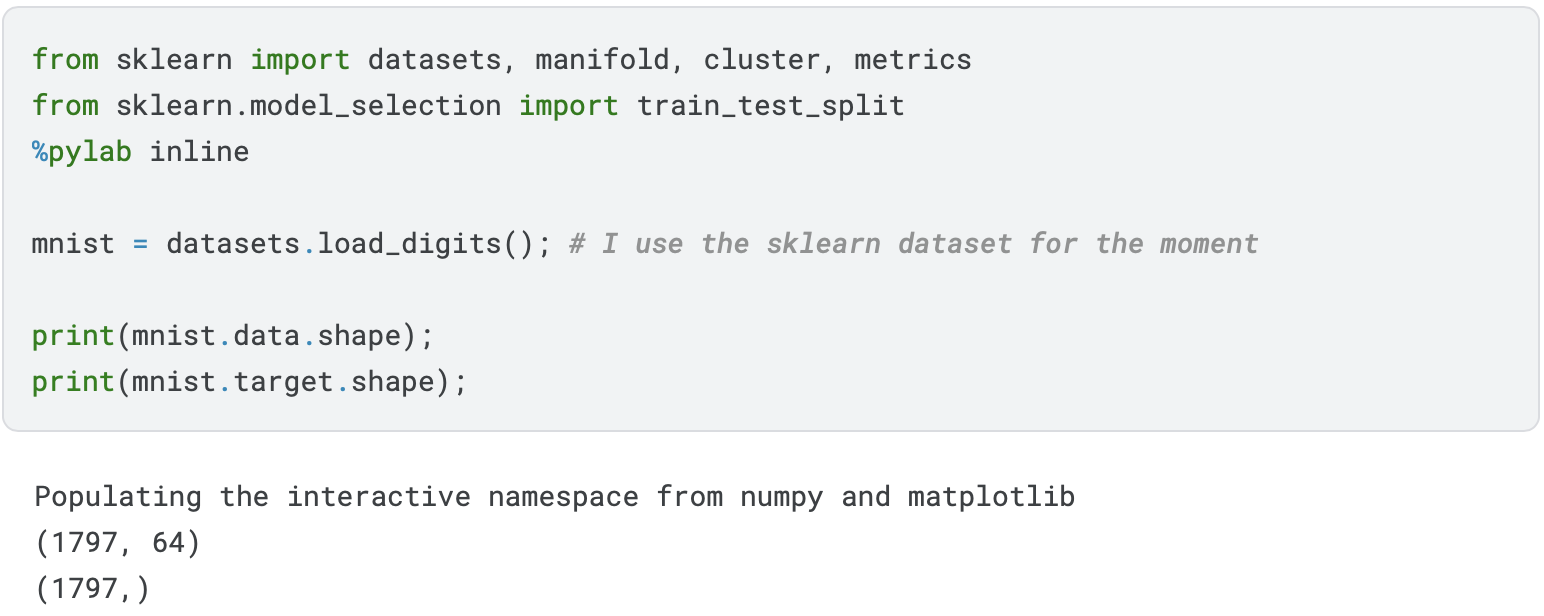 from sklearn import datasets, manifold, cluster, metrics
from sklearn.model_selection import train_test_split
%pylab inline
mnist = datasets.load_digits(); # I use the sklearn dataset for the moment
print(mnist.data.shape);
print(mnist.target.shape);
Populating the interactive namespace from numpy and matplotlib
(1797, 64)
(1797,)